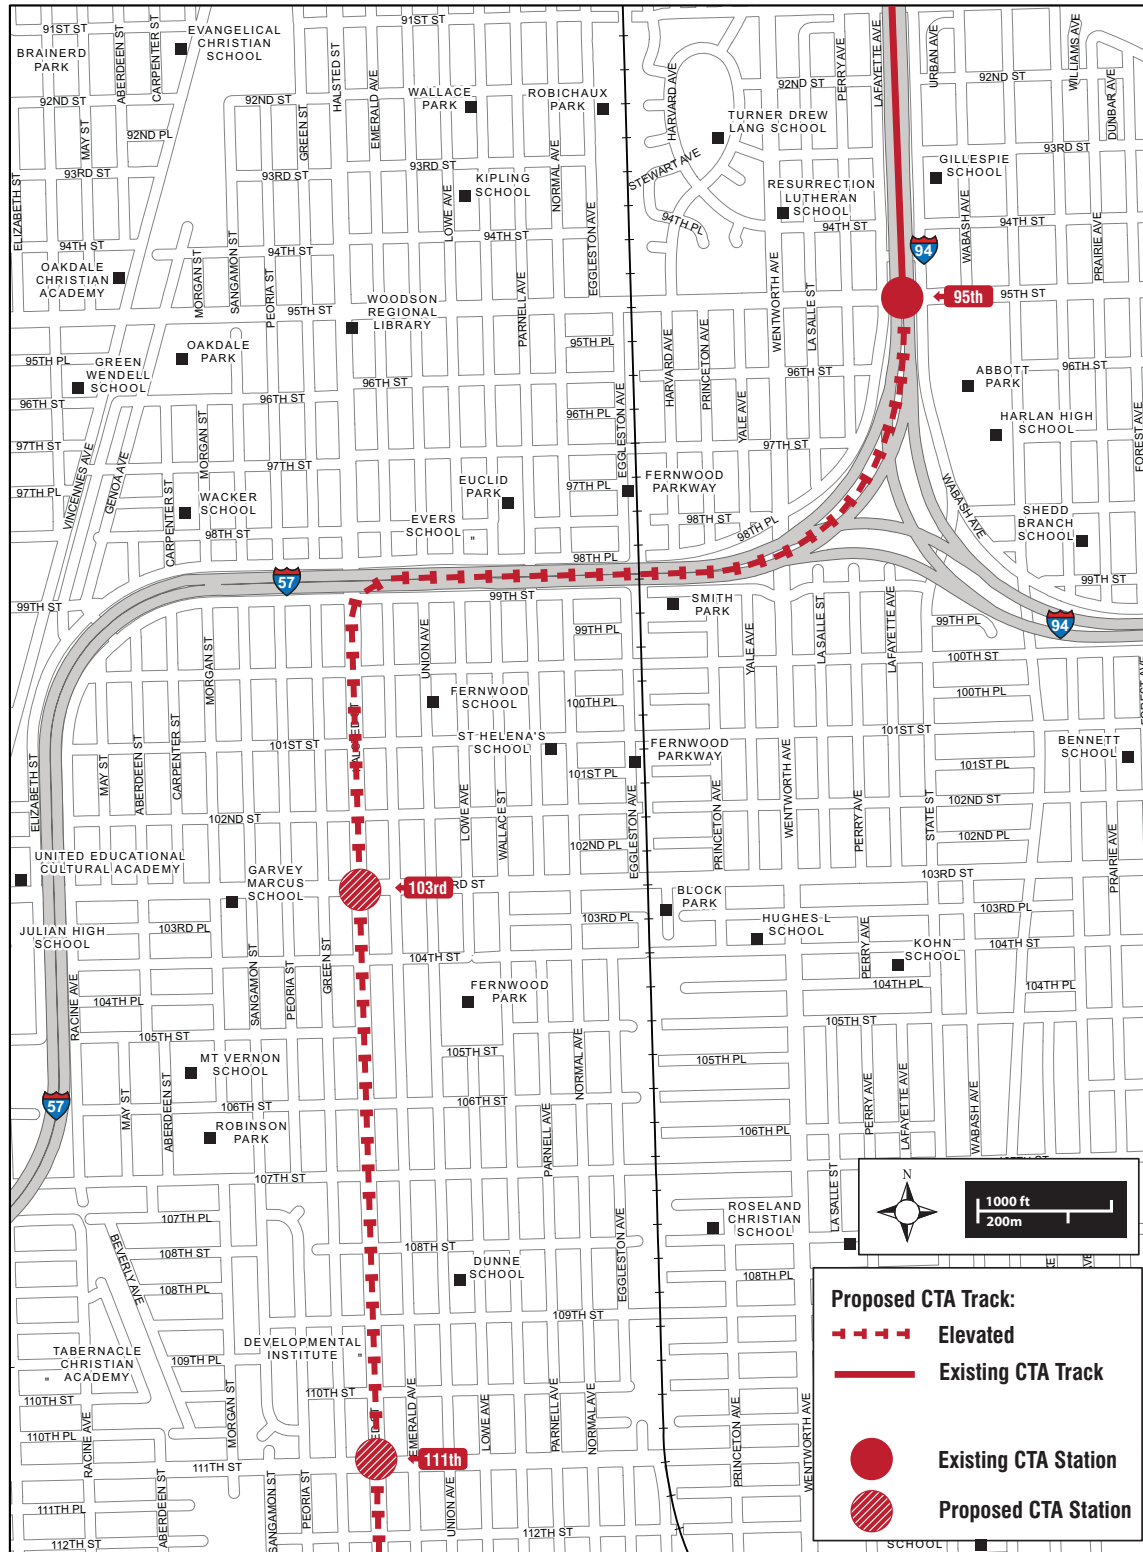 91ST ST
91ST ST
EVANGELICAL
CHRISTIAN
SCHOOL
BRAINERD
PARK
ABERDEEN ST
CARPENTER ST
HALSTED ST
EMERALD AVE
HARVARD AVE
PERRY AVE
LAFAYETTE AVE
URBAN AVE
WILLIAMS AVE
DUNBAR AVE
92ND ST
92ND ST
WALLACE
PARK
ROBICHAUX
PARK
92ND ST
92ND ST
MAY ST
92ND PL
GREEN ST
TURNER DREW
LANG SCHOOL
93RD ST
93RD ST
93RD ST
93RD ST
KIPLING
SCHOOL
LOWE AVE
NORMAL AVE
STEWART AVE
GILLESPIE
SCHOOL
RESURRECTION
LUTHERAN
SCHOOL
ELIZABETH ST
EGGLESTON AVE
94TH PL
94TH ST
94TH ST
94TH ST
94TH ST
94TH ST
WABASH AVE
PRAIRIE AVE
94
OAKDALE
CHRISTIAN
ACADEMY
MORGAN ST
SANGAMON ST
PEORIA ST
WOODSON
REGIONAL
LIBRARY
PARNELL AVE
WENTWORTH AVE
LA SALLE ST
95th
95TH ST
95TH ST
OAKDALE
PARK
95TH PL
95TH PL
GREEN
WENDELL
SCHOOL
HARVARD AVE
PRINCETON AVE
YALE AVE
96TH ST
96TH ST
96TH ST
96TH ST
96TH ST
ABBOTT
PARK
96TH PL
HARLAN HIGH
SCHOOL
FOREST AVE
97TH ST
97TH ST
97TH ST
MORGAN ST
VINCENNES AVE
GENOA AVE
EGGLESTON AVE
97TH PL
97TH PL
FERNWOOD
PARKWAY
EUCLID
PARK
WACKER
SCHOOL
CARPENTER ST
EVERS
SCHOOL
98TH ST
98TH ST
98TH PL
98TH PL
WABASH AVE
SHEDD
BRANCH
SCHOOL
57
99TH ST
99TH ST
99TH ST
SMITH
PARK
99TH PL
99TH PL
94
UNION AVE
MORGAN ST
YALE AVE
LA SALLE ST
LAFAYETTE AVE
100TH ST
100TH PL
100TH PL
FERNWOOD
SCHOOL
ST HELENA'S
SCHOOL
FERNWOOD
PARKWAY
101ST ST
101ST ST
BENNETT
SCHOOL
101ST PL
101ST PL
ELIZABETH ST
MAY ST
ABERDEEN ST
CARPENTER ST
LOWE AVE
WALLACE ST
EGGLESTON AVE
PRINCETON AVE
WENTWORTH AVE
PERRY AVE
STATE ST
102ND ST
102ND ST
102ND PL
102ND PL
PRAIRIE AVE
UNITED EDUCATIONAL
CULTURAL ACADEMY
GARVEY
MARCUS
SCHOOL
103rd
RD ST
103RD ST
BLOCK
PARK
103RD PL
103RD PL
103RD PL
HUGHES L
SCHOOL
JULIAN HIGH
SCHOOL
SANGAMON ST
PEORIA ST
GREEN ST
104TH ST
104TH ST
KOHN
SCHOOL
PERRY AVE
RACINE AVE
104TH PL
104TH PL
104TH PL
FERNWOOD
PARK
105TH ST
105TH ST
105TH ST
105TH PL
NORMAL AVE
MT VERNON
SCHOOL
57
MAY ST
ABERDEEN ST
106TH ST
106TH ST
106TH PL
ROBINSON
PARK
PARNELL AVE
PERRY AVE
LAFAYETTE AVE
WABASH AVE
107TH ST
107TH PL
N
1000 ft
200m
LA SALLE ST
ROSELAND
CHRISTIAN
SCHOOL
BEVERLY AVE
108TH ST
108TH ST
108TH PL
108TH PL
DUNNE
SCHOOL
EGGLESTON AVE
109TH ST
109TH PL
DEVELOPMENTAL
INSTITUTE
TABERNACLE
CHRISTIAN
ACADEMY
110TH ST
110TH ST
110TH PL
RACINE AVE
MORGAN ST
EMERALD AVE
LOWE AVE
PARNELL AVE
NORMAL AVE
PRINCETON AVE
WENTWORTH AVE
111th
111TH ST
111TH PL
ABERDEEN ST
SANGAMON ST
PEORIA ST
UNION AVE
112TH ST
112TH ST
Proposed CTA Track:
Elevated
Existing CTA Track
Existing CTA Station
Proposed CTA Station
SCHOOL